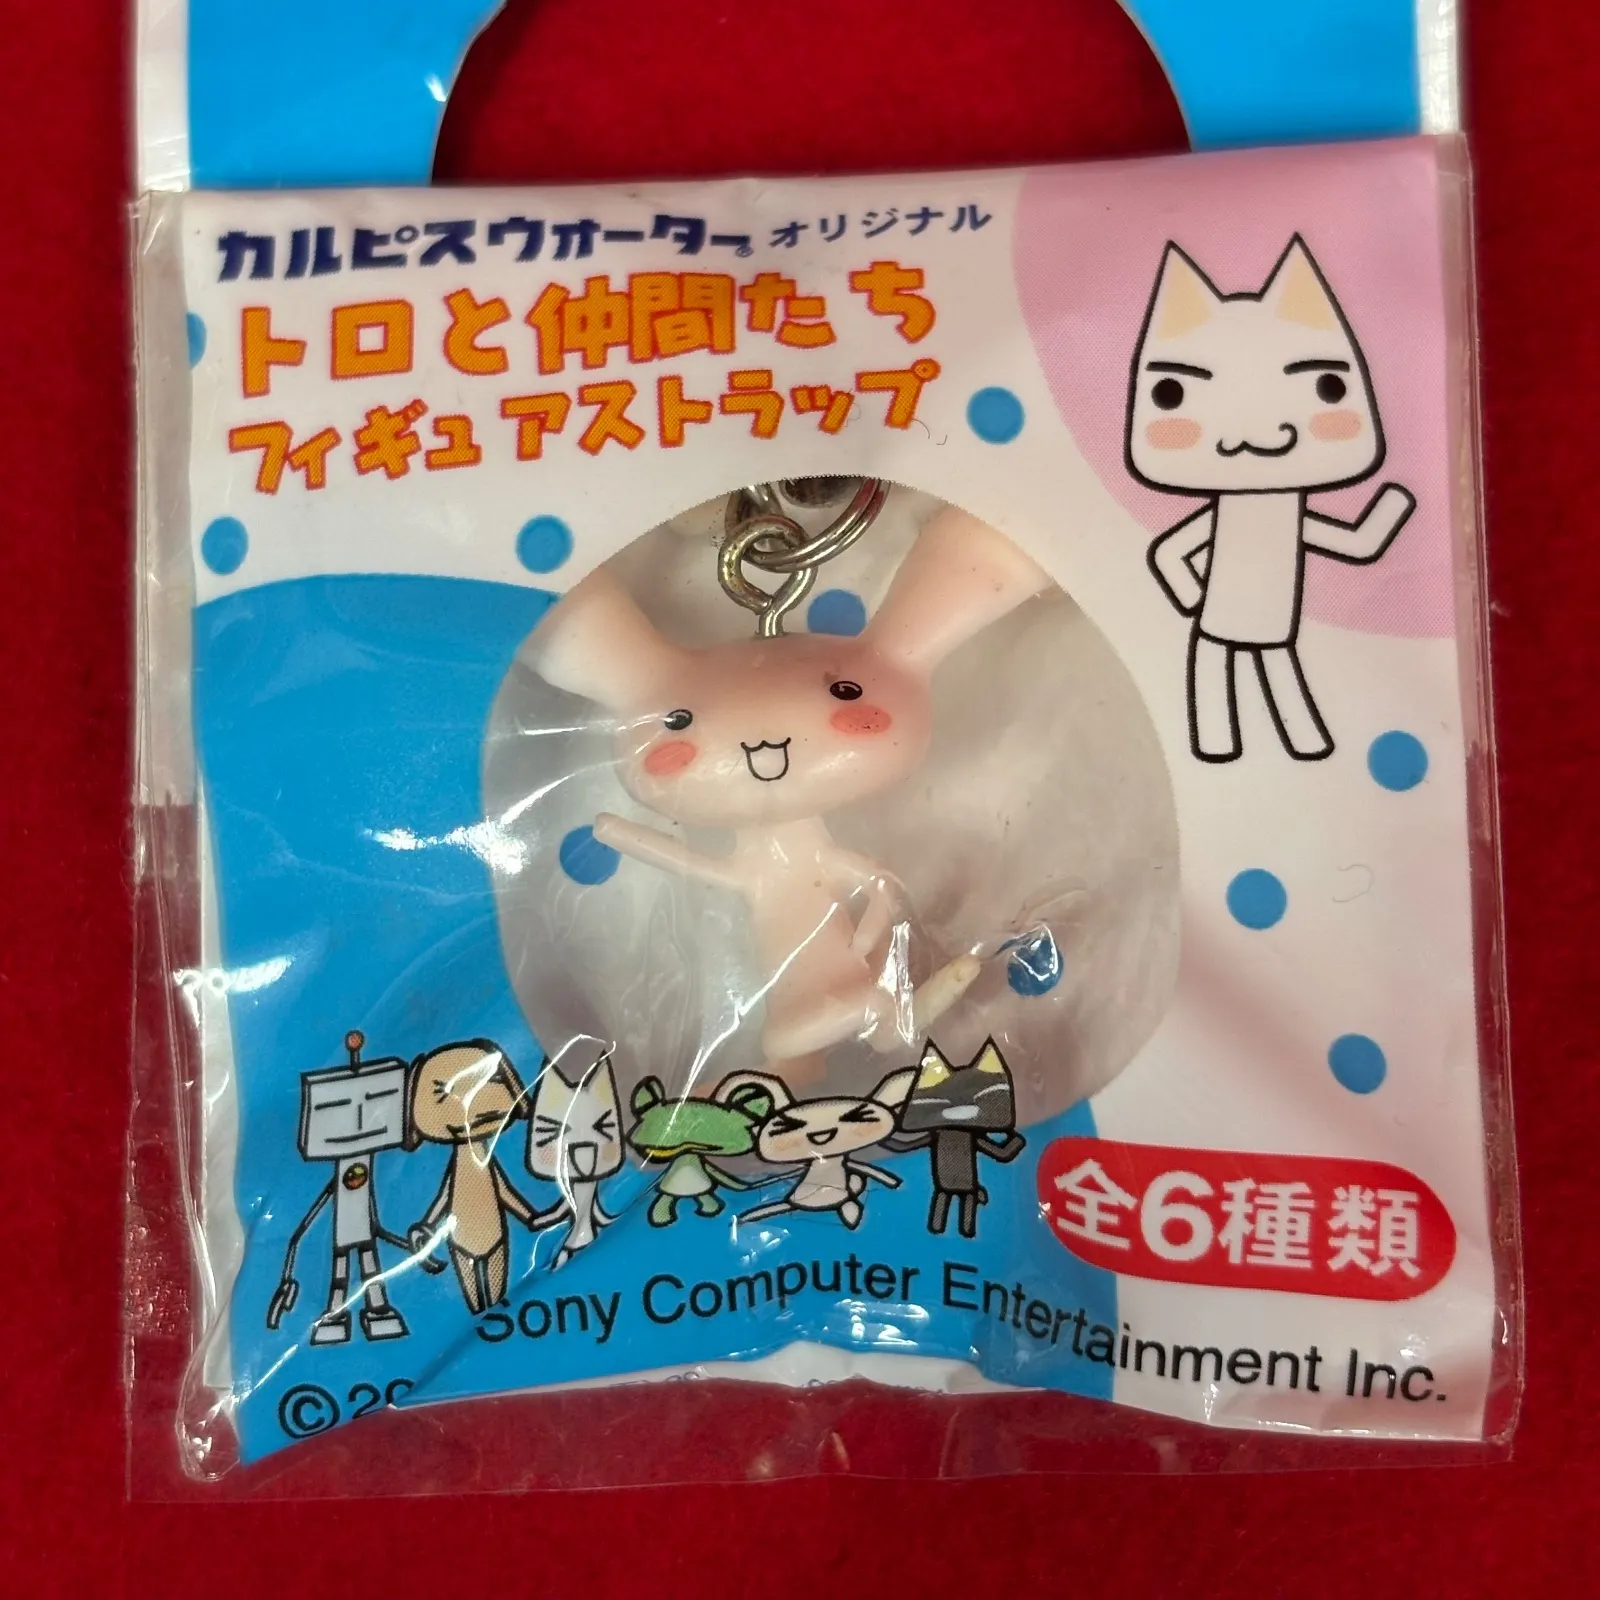 カルピスウォーター® オリジナル
トロと仲間たち
フィギュアストラップ
全6種類
Sony Computer Entertainment Inc.
©20